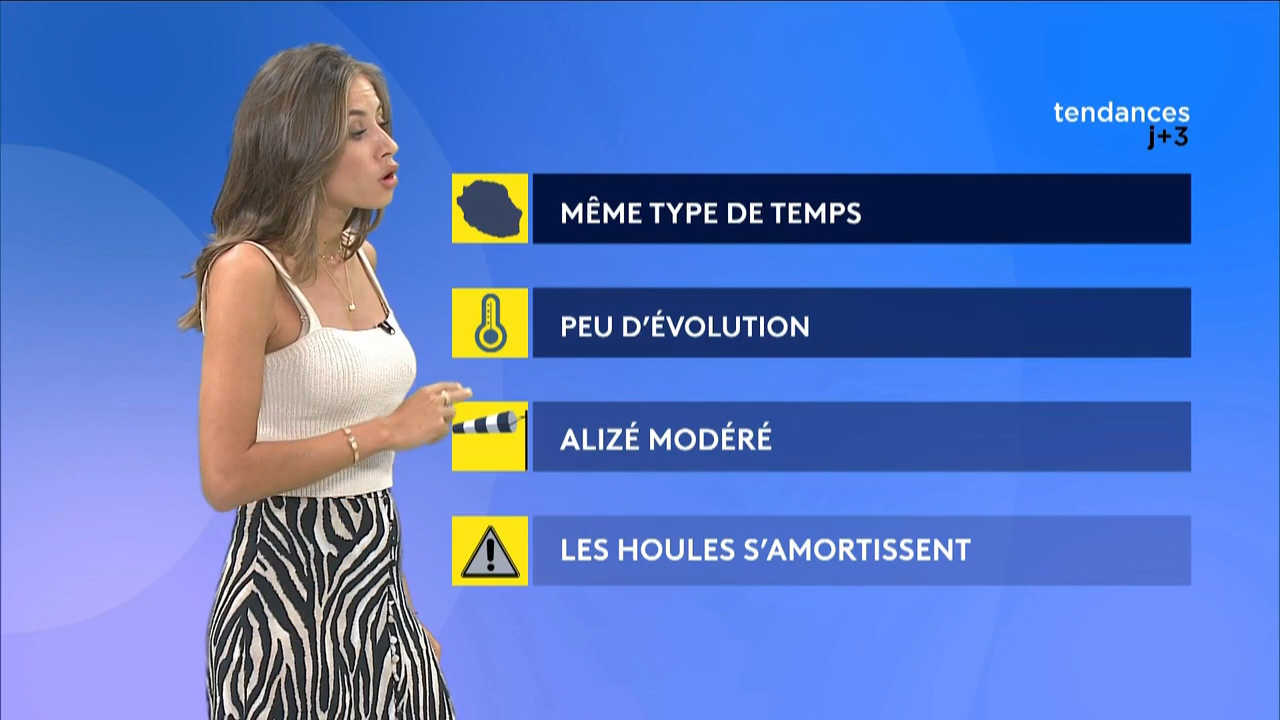 tendances
j+3
MÊME TYPE DE TEMPS
PEU D'ÉVOLUTION
ALIZÉ MODÉRÉ
LES HOULES S'AMORTISSENT